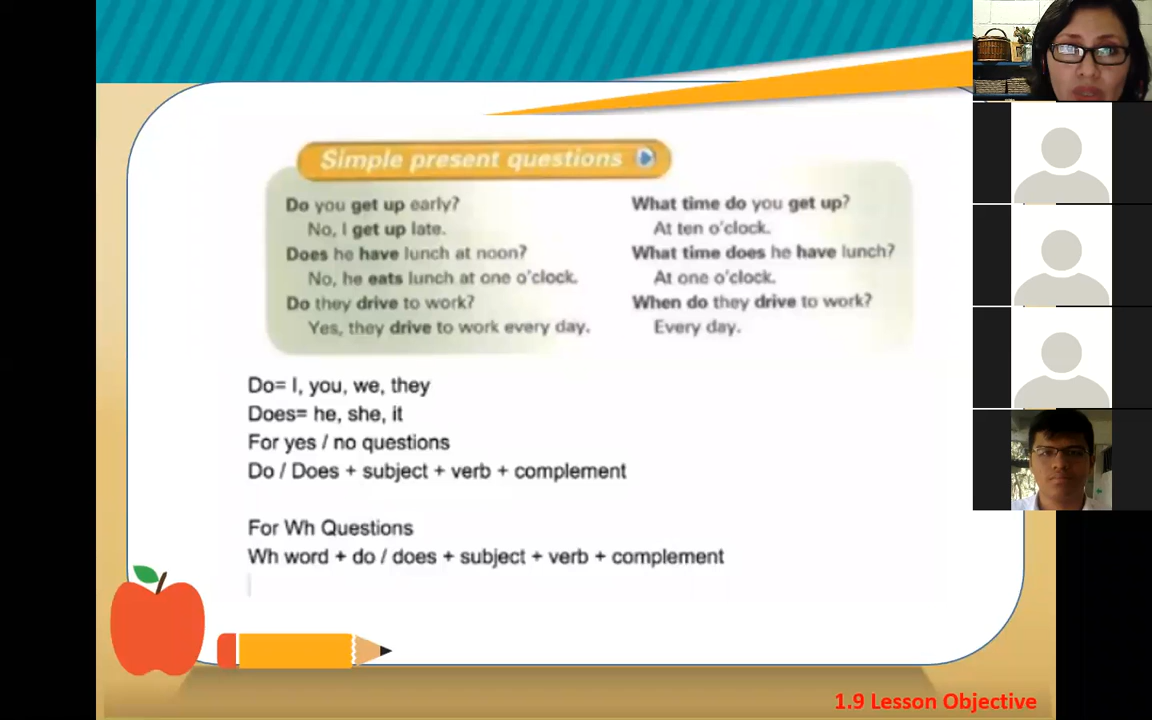 Simple present questions
Do you get up early?
No, I get up late.
Does he have lunch at noon?
No, he eats lunch at one o'clock.
Do they drive to work?
Yes, they drive to work every day.
What time do you get up?
At ten o'clock.
What time does he have lunch?
At one o'clock.
When do they drive to work?
Every day.
Do= I, you, we, they
Does= he, she, it
For yes / no questions
Do / Does + subject + verb + complement
For Wh Questions
Wh word + do / does + subject + verb + complement
1.9 Lesson Objective